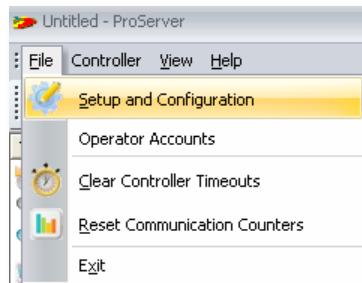 Untitled - ProServer
File Controller View Help
Setup and Configuration
Operator Accounts
Clear Controller Timeouts
Reset Communication Counters
Exit